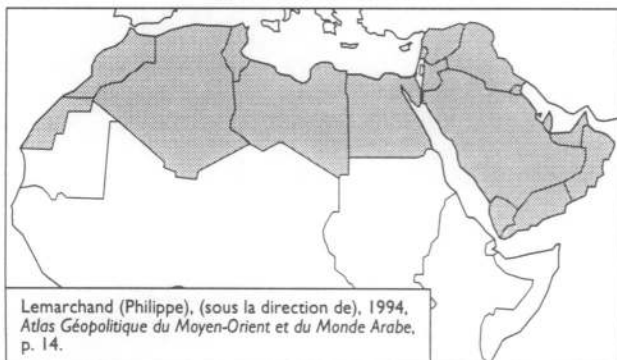 Lemarchand (Philippe), (sous la direction de), 1994,
Atlas Géopolitique du Moyen-Orient et du Monde Arabe,
p. 14.